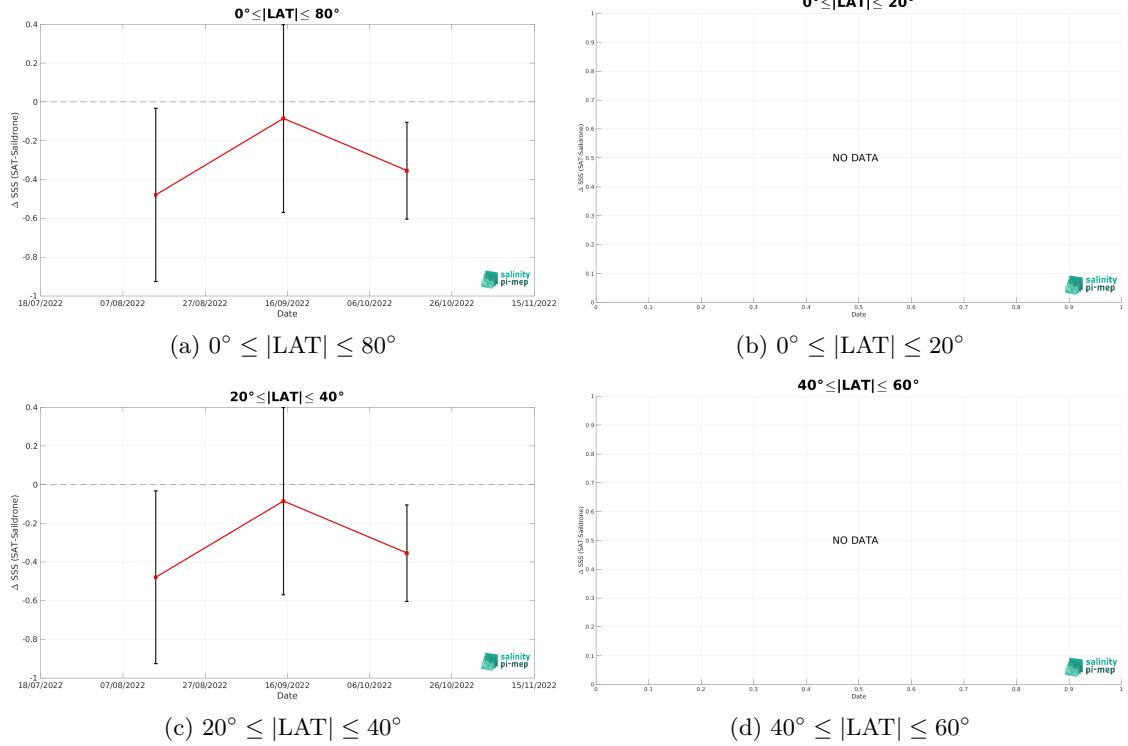 0°≤|LAT|≤ 80°
Δ SSS (SAT-Saildrone)
0.4
0.2
0
-0.2
-0.4
-0.6
-0.8
-1
18/07/2022 07/08/2022 27/08/2022 16/09/2022 06/10/2022 26/10/2022 15/11/2022
Date
salinity
pi-mep
(a) 0° ≤ |LAT| ≤ 80°
0°≤|LAT|≤ 20°
Δ SSS (SAT-Saildrone)
1
0.9
0.8
0.7
0.6
0.5
0.4
0.3
0.2
0.1
0
NO DATA
0 0.1 0.2 0.3 0.4 0.5 0.6 0.7 0.8 0.9 1
Date
salinity
pi-mep
(b) 0° ≤ |LAT| ≤ 20°
20°≤|LAT|≤ 40°
Δ SSS (SAT-Saildrone)
0.4
0.2
0
-0.2
-0.4
-0.6
-0.8
-1
18/07/2022 07/08/2022 27/08/2022 16/09/2022 06/10/2022 26/10/2022 15/11/2022
Date
salinity
pi-mep
(c) 20° ≤ |LAT| ≤ 40°
40°≤|LAT|≤ 60°
Δ SSS (SAT-Saildrone)
1
0.9
0.8
0.7
0.6
0.5
0.4
0.3
0.2
0.1
0
NO DATA
0 0.1 0.2 0.3 0.4 0.5 0.6 0.7 0.8 0.9 1
Date
salinity
pi-mep
(d) 40° ≤ |LAT| ≤ 60°